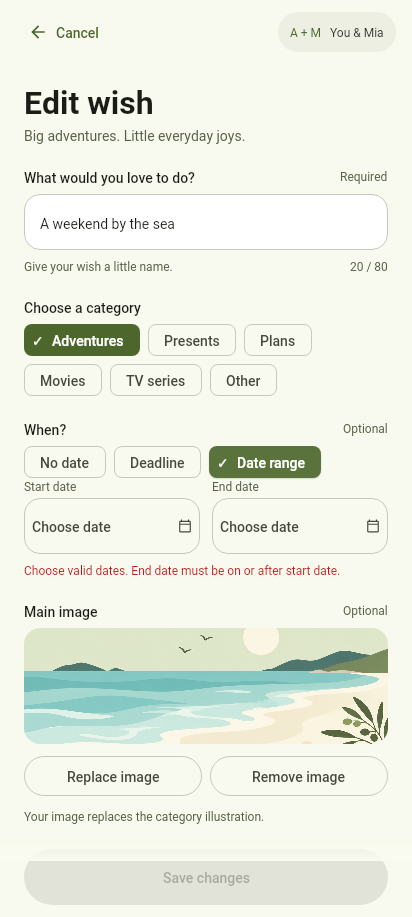 Cancel
A + M You & Mia
Edit wish
Big adventures. Little everyday joys.
What would you love to do? Required
A weekend by the sea
Give your wish a little name. 20 / 80
Choose a category
✓ Adventures Presents Plans
Movies TV series Other
When? Optional
No date Deadline ✓ Date range
Start date End date
Choose date Choose date
Choose valid dates. End date must be on or after start date.
Main image Optional
Replace image Remove image
Your image replaces the category illustration.
Save changes